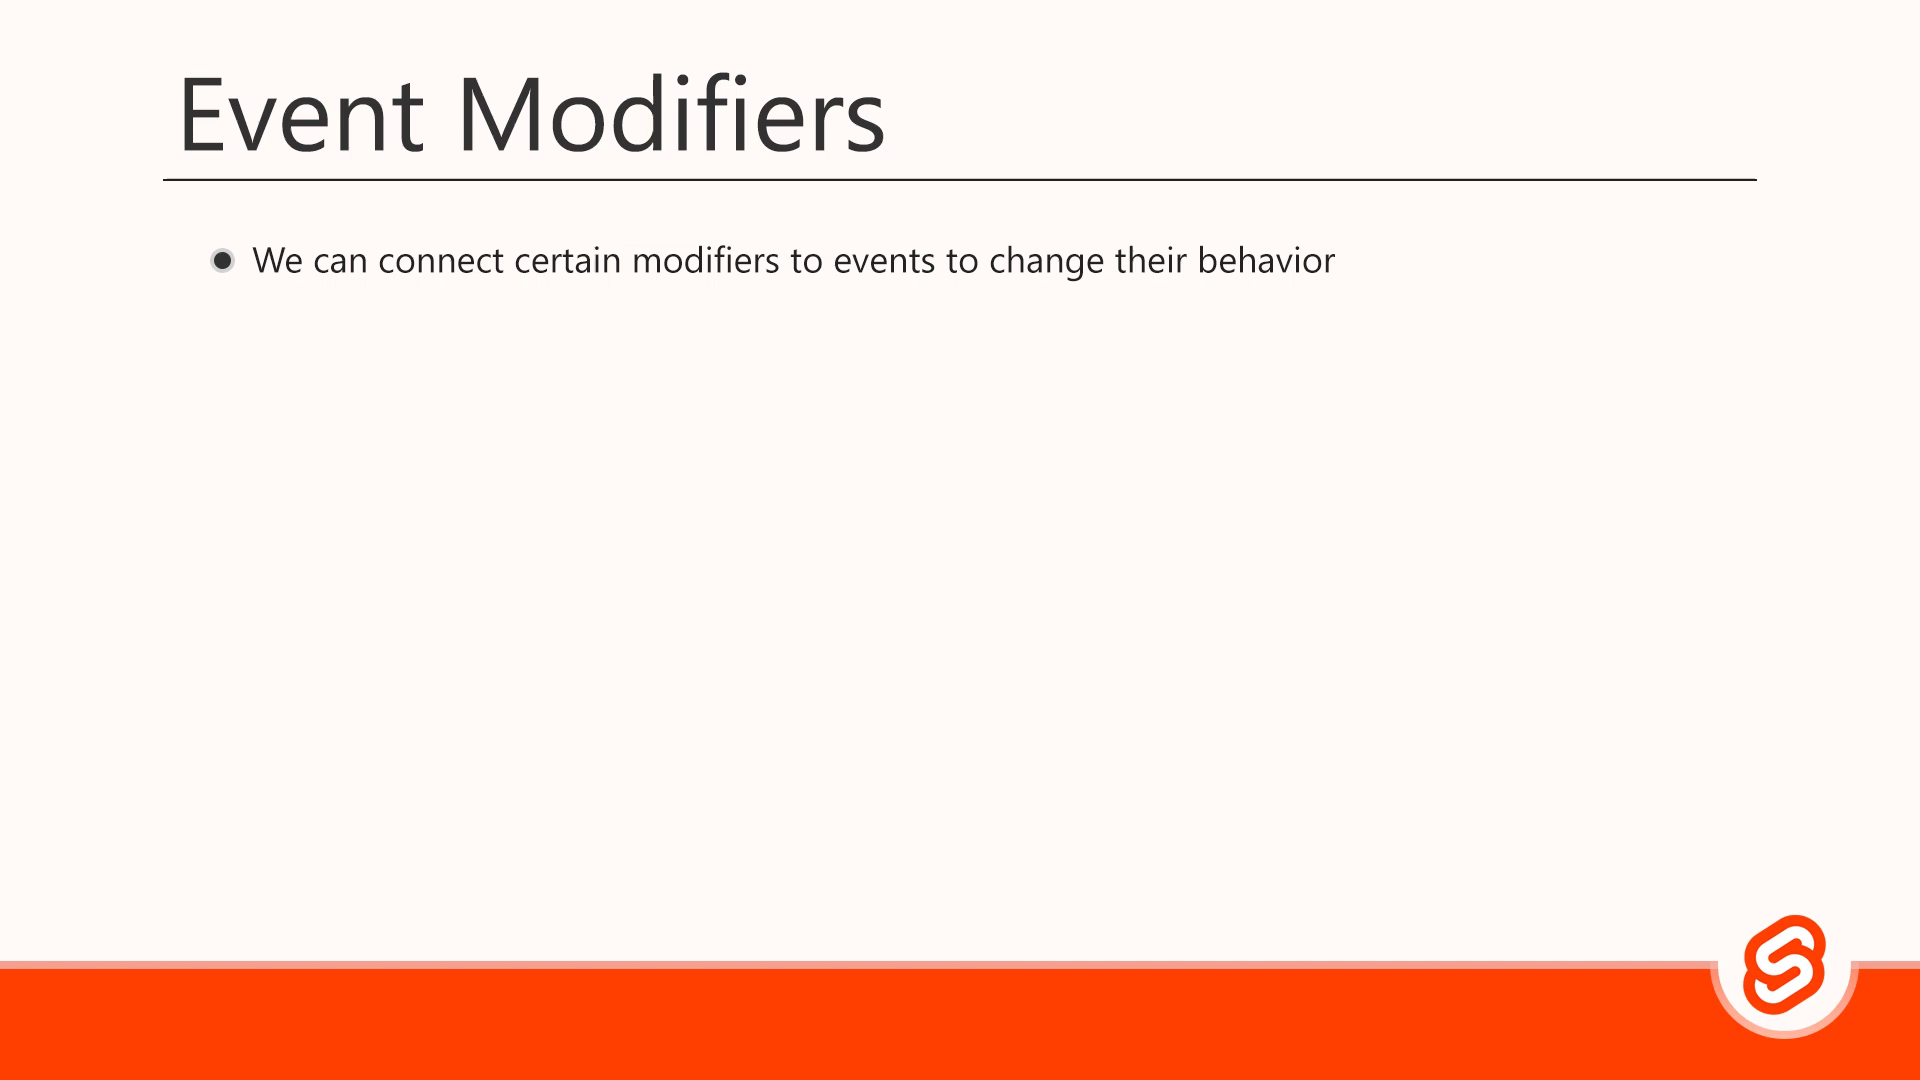 Event Modifiers
We can connect certain modifiers to events to change their behavior